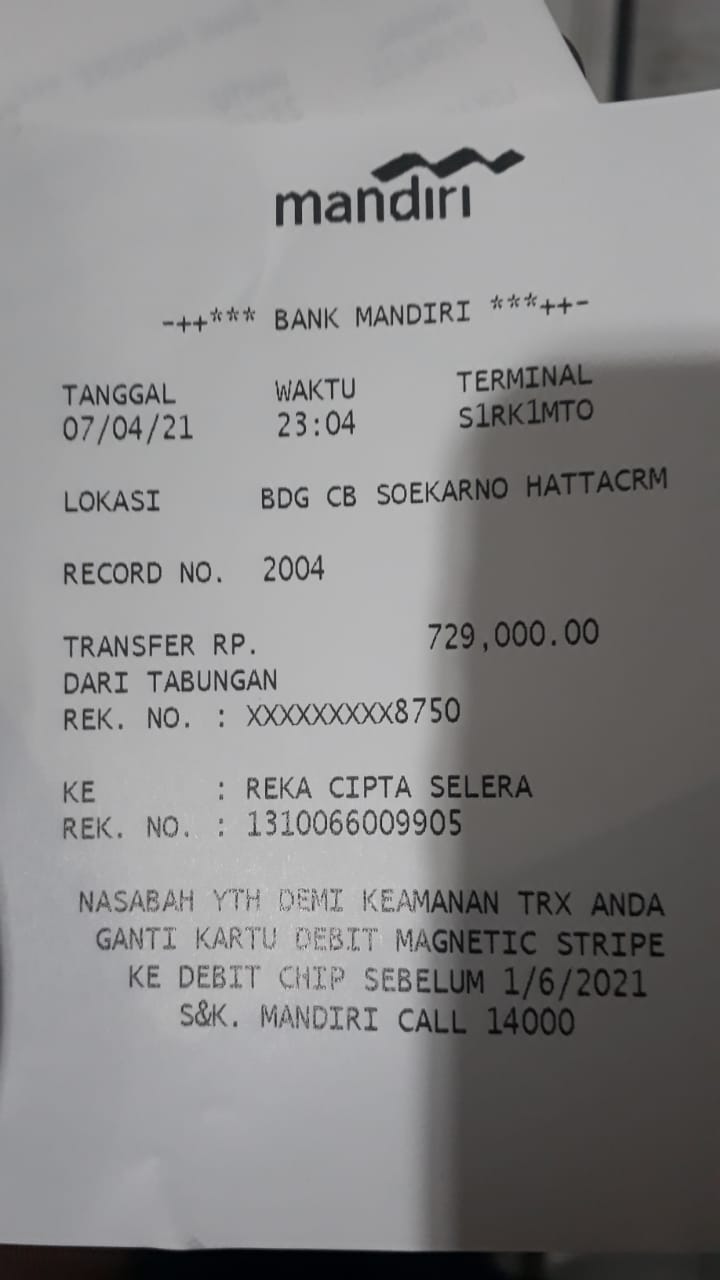 mandiri
-++*** BANK MANDIRI ***++-
TANGGAL WAKTU TERMINAL
07/04/21 23:04 S1RK1MTO
LOKASI BDG CB SOEKARNO HATTACRM
RECORD NO. 2004
TRANSFER RP. 729,000.00
DARI TABUNGAN
REK. NO. : XXXXXXXXX8750
KE : REKA CIPTA SELERA
REK. NO. : 1310066009905
NASABAH YTH DEMI KEAMANAN TRX ANDA
GANTI KARTU DEBIT MAGNETIC STRIPE
KE DEBIT CHIP SEBELUM 1/6/2021
S&K. MANDIRI CALL 14000